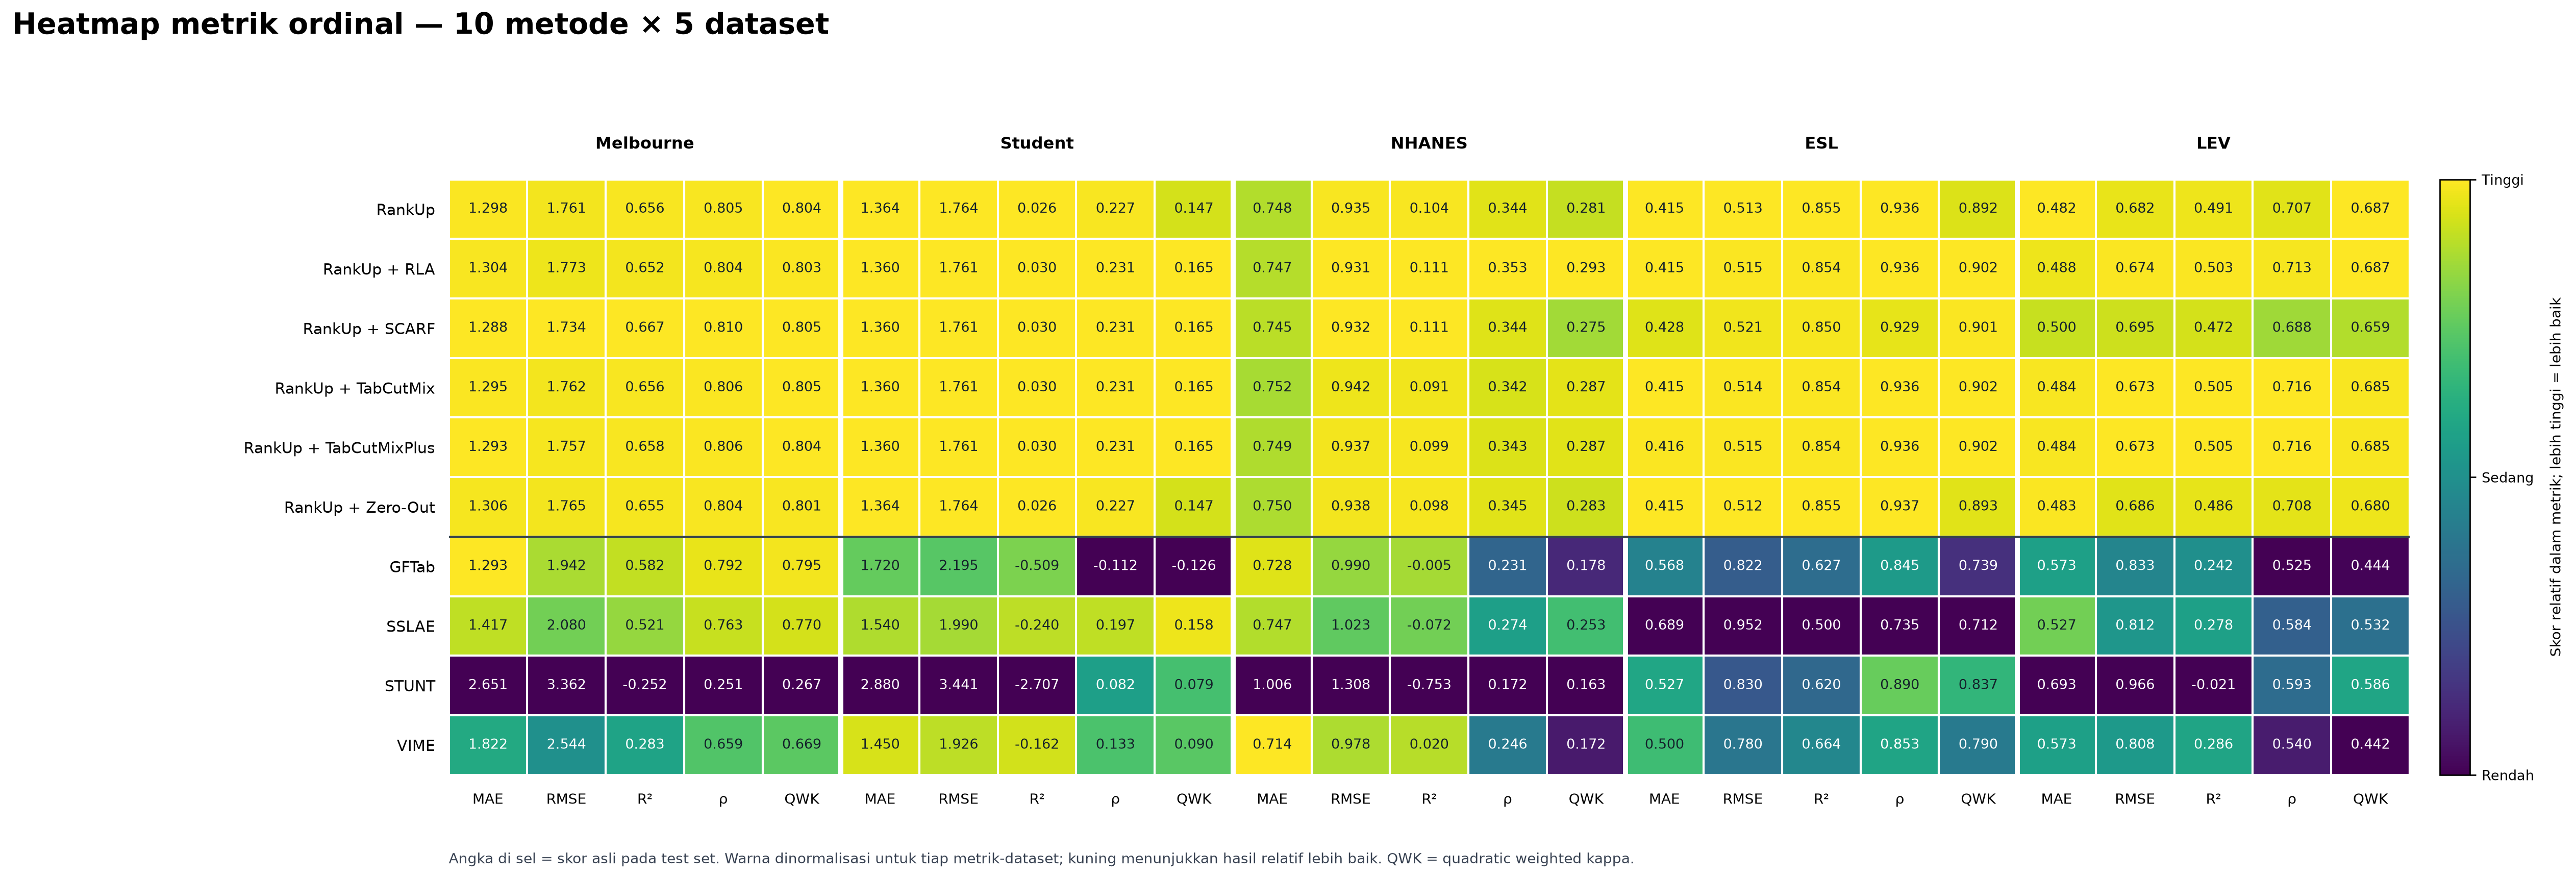 Heatmap metrik ordinal — 10 metode × 5 dataset
Melbourne Student NHANES ESL LEV
RankUp 1.298 1.761 0.656 0.805 0.804 1.364 1.764 0.026 0.227 0.147 0.748 0.935 0.104 0.344 0.281 0.415 0.513 0.855 0.936 0.892 0.482 0.682 0.491 0.707 0.687
RankUp + RLA 1.304 1.773 0.652 0.804 0.803 1.360 1.761 0.030 0.231 0.165 0.747 0.931 0.111 0.353 0.293 0.415 0.515 0.854 0.936 0.902 0.488 0.674 0.503 0.713 0.687
RankUp + SCARF 1.288 1.734 0.667 0.810 0.805 1.360 1.761 0.030 0.231 0.165 0.745 0.932 0.111 0.344 0.275 0.428 0.521 0.850 0.929 0.901 0.500 0.695 0.472 0.688 0.659
RankUp + TabCutMix 1.295 1.762 0.656 0.806 0.805 1.360 1.761 0.030 0.231 0.165 0.752 0.942 0.091 0.342 0.287 0.415 0.514 0.854 0.936 0.902 0.484 0.673 0.505 0.716 0.685
RankUp + TabCutMixPlus 1.293 1.757 0.658 0.806 0.804 1.360 1.761 0.030 0.231 0.165 0.749 0.937 0.099 0.343 0.287 0.416 0.515 0.854 0.936 0.902 0.484 0.673 0.505 0.716 0.685
RankUp + Zero-Out 1.306 1.765 0.655 0.804 0.801 1.364 1.764 0.026 0.227 0.147 0.750 0.938 0.098 0.345 0.283 0.415 0.512 0.855 0.937 0.893 0.483 0.686 0.486 0.708 0.680
GFTab 1.293 1.942 0.582 0.792 0.795 1.720 2.195 -0.509 -0.112 -0.126 0.728 0.990 -0.005 0.231 0.178 0.568 0.822 0.627 0.845 0.739 0.573 0.833 0.242 0.525 0.444
SSLAE 1.417 2.080 0.521 0.763 0.770 1.540 1.990 -0.240 0.197 0.158 0.747 1.023 -0.072 0.274 0.253 0.689 0.952 0.500 0.735 0.712 0.527 0.812 0.278 0.584 0.532
STUNT 2.651 3.362 -0.252 0.251 0.267 2.880 3.441 -2.707 0.082 0.079 1.006 1.308 -0.753 0.172 0.163 0.527 0.830 0.620 0.890 0.837 0.693 0.966 -0.021 0.593 0.586
VIME 1.822 2.544 0.283 0.659 0.669 1.450 1.926 -0.162 0.133 0.090 0.714 0.978 0.020 0.246 0.172 0.500 0.780 0.664 0.853 0.790 0.573 0.808 0.286 0.540 0.442
MAE RMSE R² ρ QWK MAE RMSE R² ρ QWK MAE RMSE R² ρ QWK MAE RMSE R² ρ QWK MAE RMSE R² ρ QWK
Tinggi
Sedang
Rendah
Skor relatif dalam metrik; lebih tinggi = lebih baik
Angka di sel = skor asli pada test set. Warna dinormalisasi untuk tiap metrik-dataset; kuning menunjukkan hasil relatif lebih baik. QWK = quadratic weighted kappa.